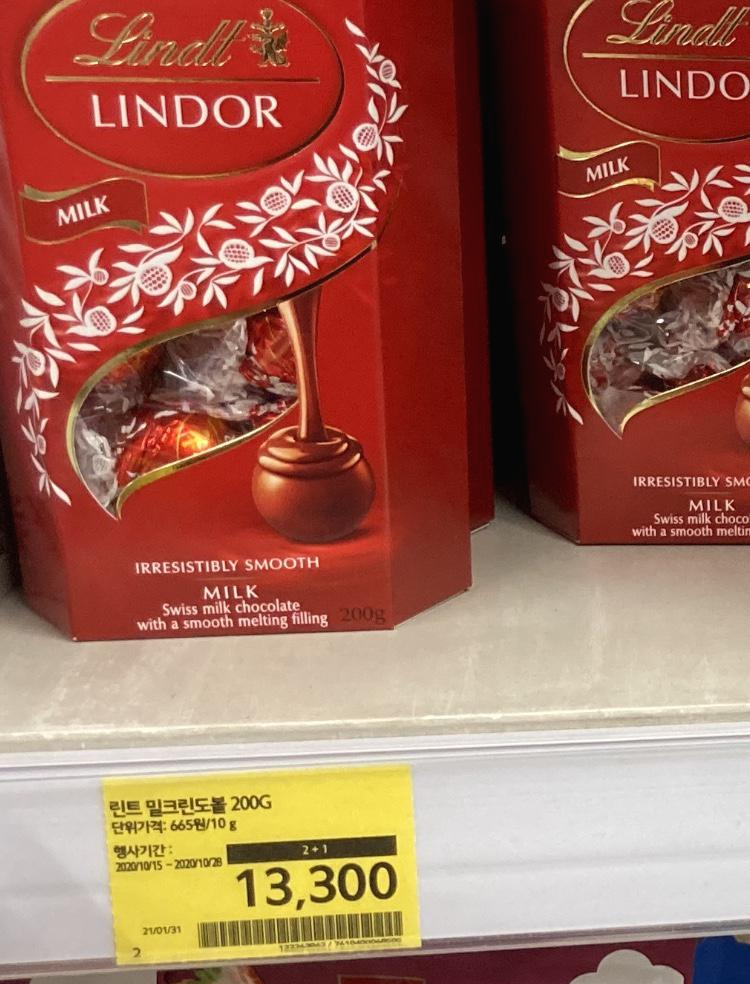 Lindt
LINDOR
MILK
IRRESISTIBLY SMOOTH
MILK
Swiss milk chocolate
with a smooth melting filling
200g
Lindt
LINDO
MILK
IRRESISTIBLY SMO
MILK
Swiss milk choco
with a smooth meltin
린트 밀크린도볼 200G
단위가격: 665원/10 g
행사기간 :
2020/10/15 ~ 2020/10/28
2+1
13,300
21/01/31
2